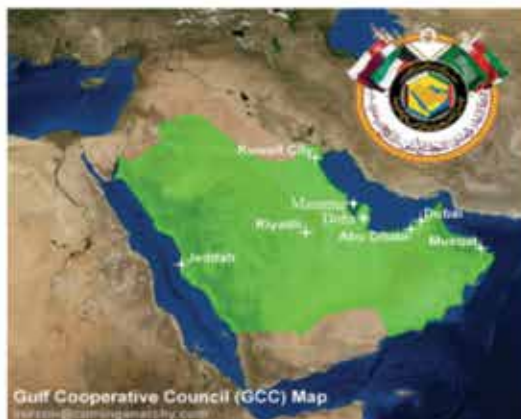 Kuwait City
Manama
Doha
Riyadh
Dubai
Abu Dhabi
Muscat
Jeddah
Gulf Cooperative Council (GCC) Map